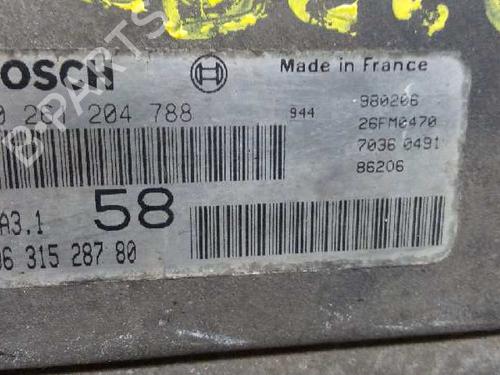 BOSCH
Made in France
0 261 204 788
944
980206
26FM0470
7036 0491
86206
A3.1
58
96 315 287 80
B-PARTS